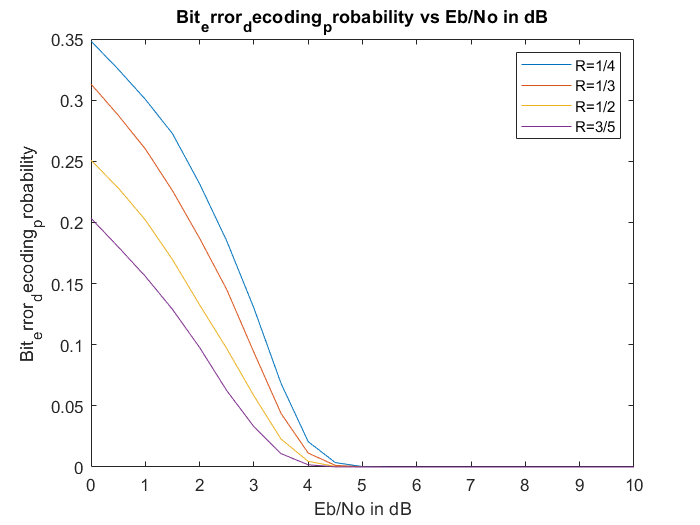 Bit_error_decoding_probability vs Eb/No in dB
R=1/4
R=1/3
R=1/2
R=3/5
0.35
0.3
0.25
0.2
0.15
0.1
0.05
0
Bit_error_decoding_probability
0 1 2 3 4 5 6 7 8 9 10
Eb/No in dB